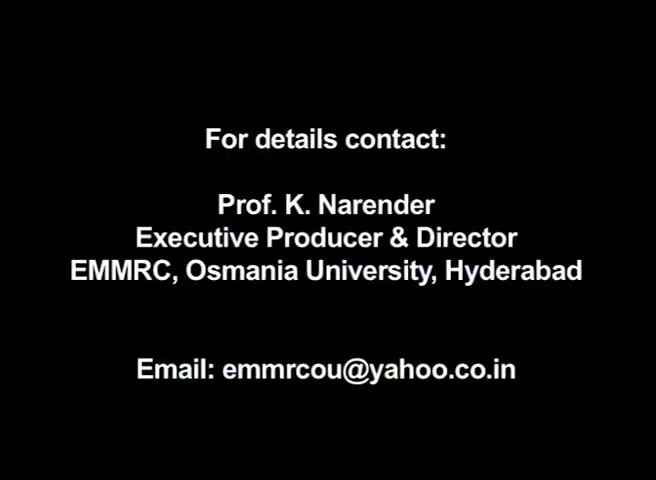 For details contact:
Prof. K. Narender
Executive Producer & Director
EMMRC, Osmania University, Hyderabad
Email: emmrcou@yahoo.co.in